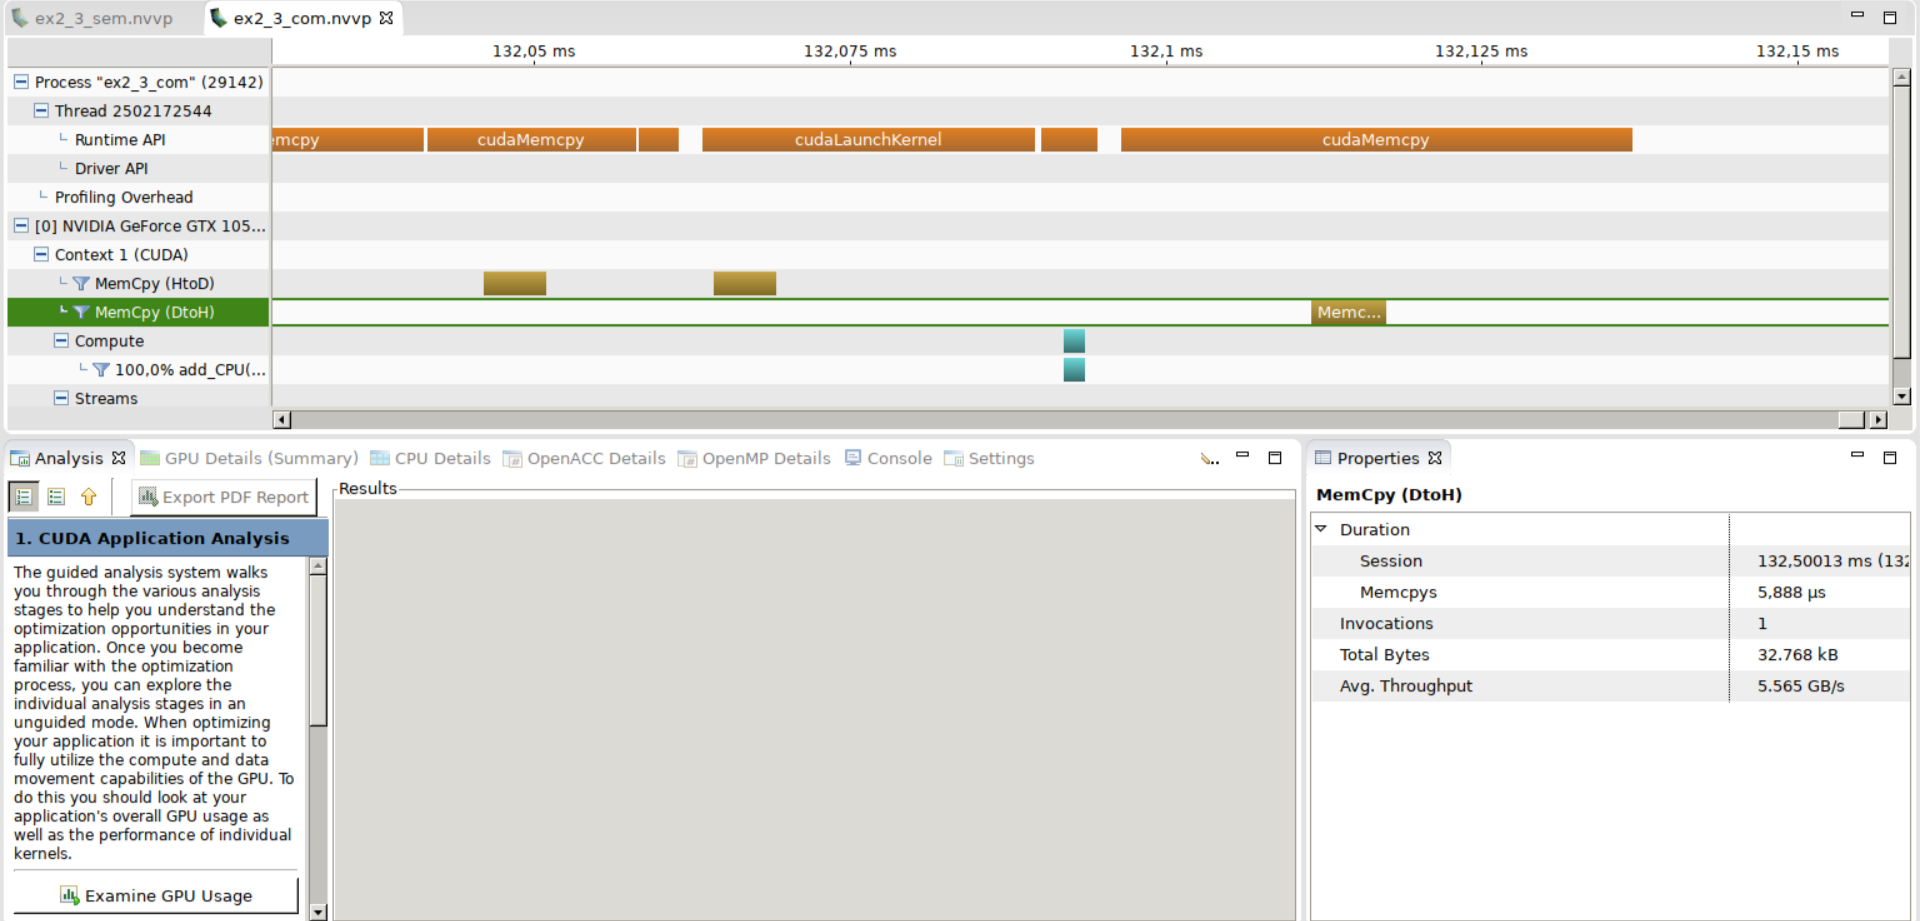 ex2_3_sem.nvvp ex2_3_com.nvvp
132,05 ms 132,075 ms 132,1 ms 132,125 ms 132,15 ms
Process "ex2_3_com" (29142)
Thread 2502172544
Runtime API emcpy cudaMemcpy cudaLaunchKernel cudaMemcpy
Driver API
Profiling Overhead
[0] NVIDIA GeForce GTX 105...
Context 1 (CUDA)
MemCpy (HtoD)
MemCpy (DtoH) Memc...
Compute
100,0% add_CPU(...
Streams
Analysis GPU Details (Summary) CPU Details OpenACC Details OpenMP Details Console Settings
Export PDF Report
Results
1. CUDA Application Analysis
The guided analysis system walks
you through the various analysis
stages to help you understand the
optimization opportunities in your
application. Once you become
familiar with the optimization
process, you can explore the
individual analysis stages in an
unguided mode. When optimizing
your application it is important to
fully utilize the compute and data
movement capabilities of the GPU. To
do this you should look at your
application's overall GPU usage as
well as the performance of individual
kernels.
Examine GPU Usage
Properties
MemCpy (DtoH)
Duration
Session 132,50013 ms (132
Memcpys 5,888 µs
Invocations 1
Total Bytes 32.768 kB
Avg. Throughput 5.565 GB/s